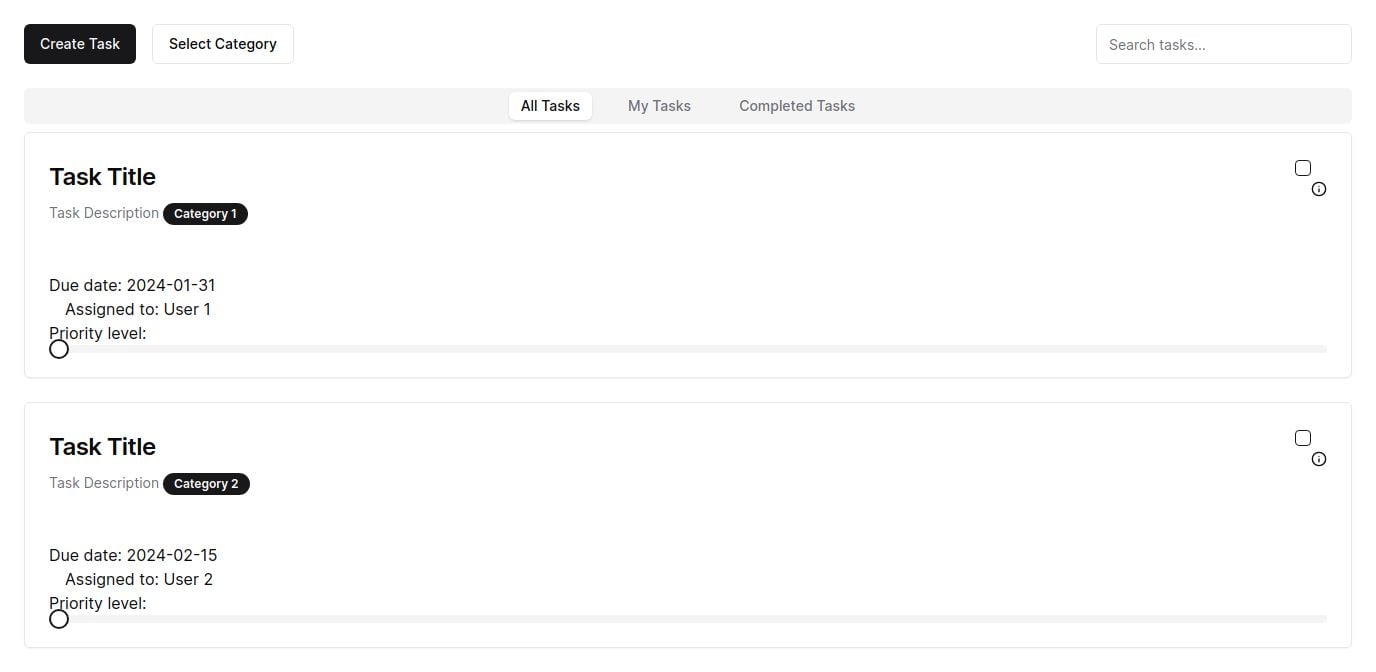 Create Task Select Category Search tasks...
All Tasks My Tasks Completed Tasks
Task Title
Task Description Category 1
Due date: 2024-01-31
Assigned to: User 1
Priority level:
Task Title
Task Description Category 2
Due date: 2024-02-15
Assigned to: User 2
Priority level: